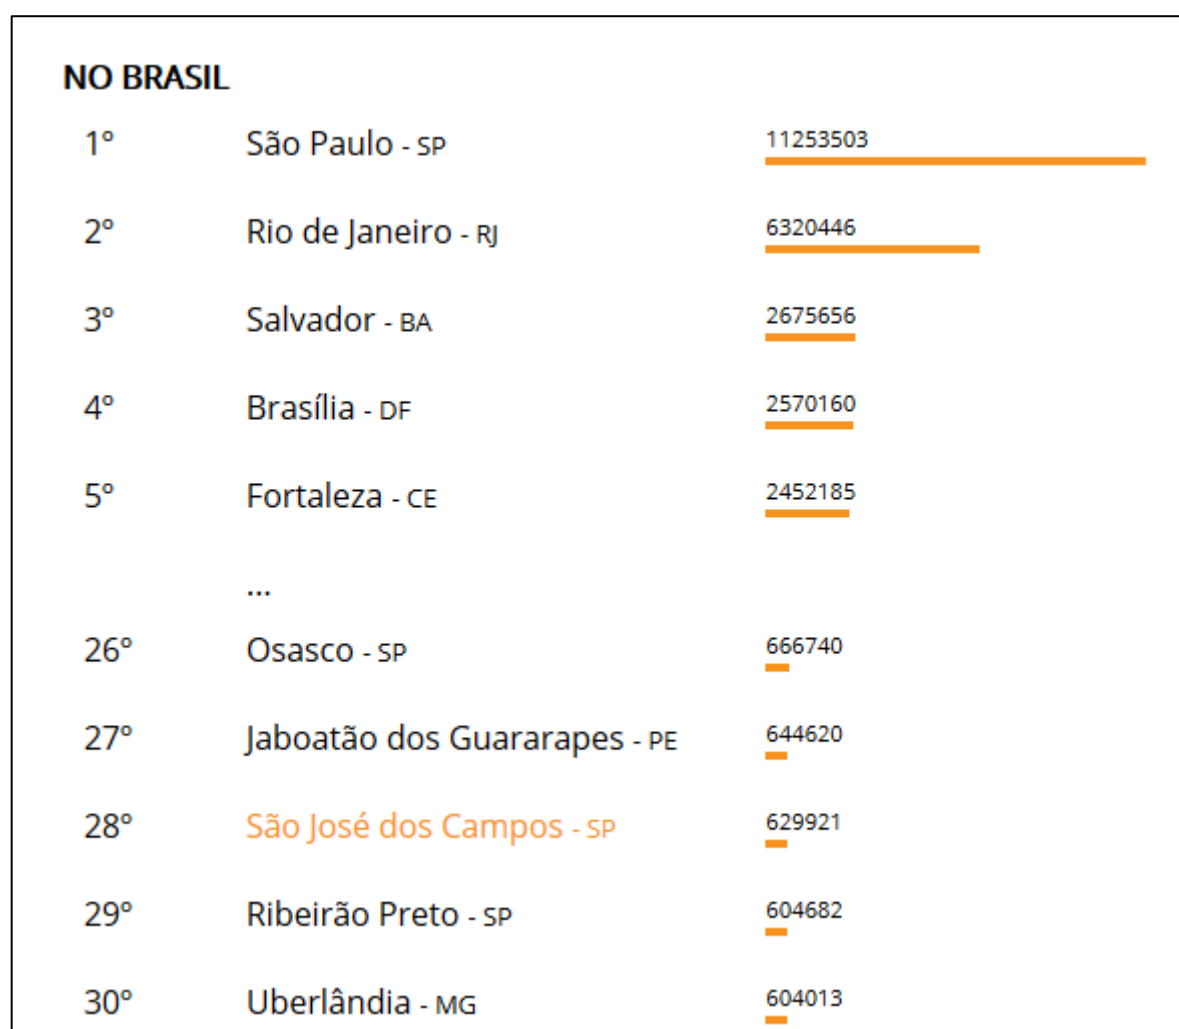 NO BRASIL
1º São Paulo - SP 11253503
2º Rio de Janeiro - RJ 6320446
3º Salvador - BA 2675656
4º Brasília - DF 2570160
5º Fortaleza - CE 2452185
...
26º Osasco - SP 666740
27º Jaboatão dos Guararapes - PE 644620
28º São José dos Campos - SP 629921
29º Ribeirão Preto - SP 604682
30º Uberlândia - MG 604013